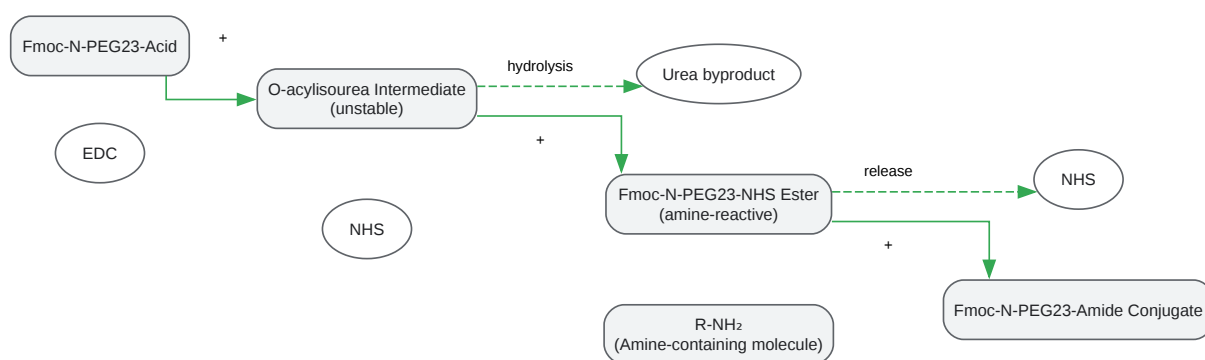 Fmoc-N-PEG23-Acid
+
O-acylisourea Intermediate
(unstable)
hydrolysis
Urea byproduct
EDC
+
NHS
Fmoc-N-PEG23-NHS Ester
(amine-reactive)
release
NHS
+
Fmoc-N-PEG23-Amide Conjugate
R-NH₂
(Amine-containing molecule)